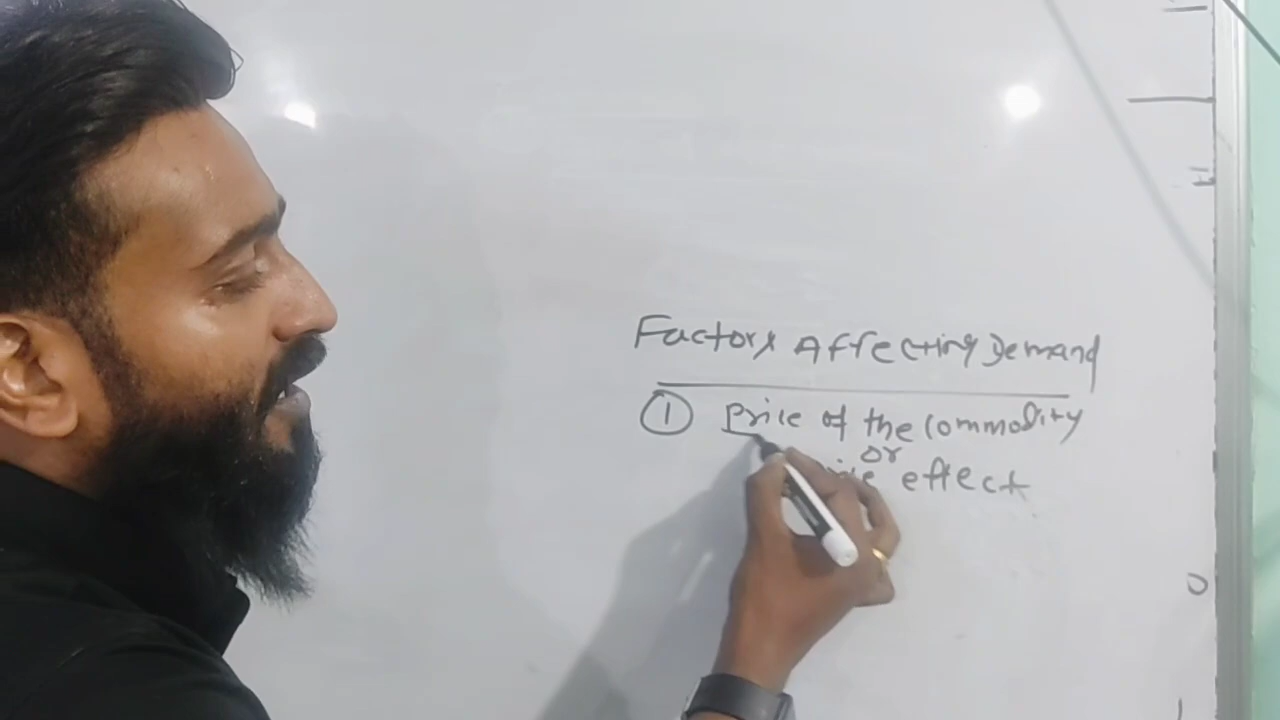 Factors Affecting Demand
① Price of the commodity
or
effect